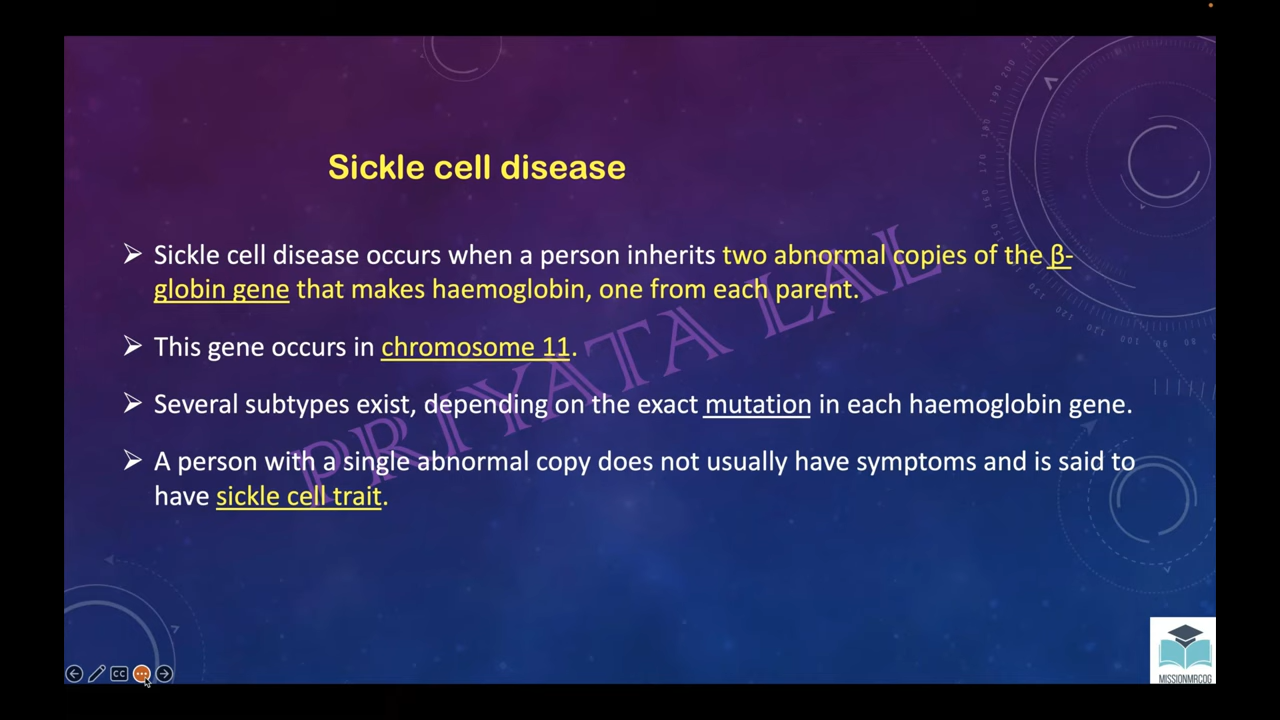 Sickle cell disease
➢ Sickle cell disease occurs when a person inherits two abnormal copies of the β-
globin gene that makes haemoglobin, one from each parent.
➢ This gene occurs in chromosome 11.
➢ Several subtypes exist, depending on the exact mutation in each haemoglobin gene.
➢ A person with a single abnormal copy does not usually have symptoms and is said to
have sickle cell trait.
PRIYATA LAL
CC
MISSIONMRCOG